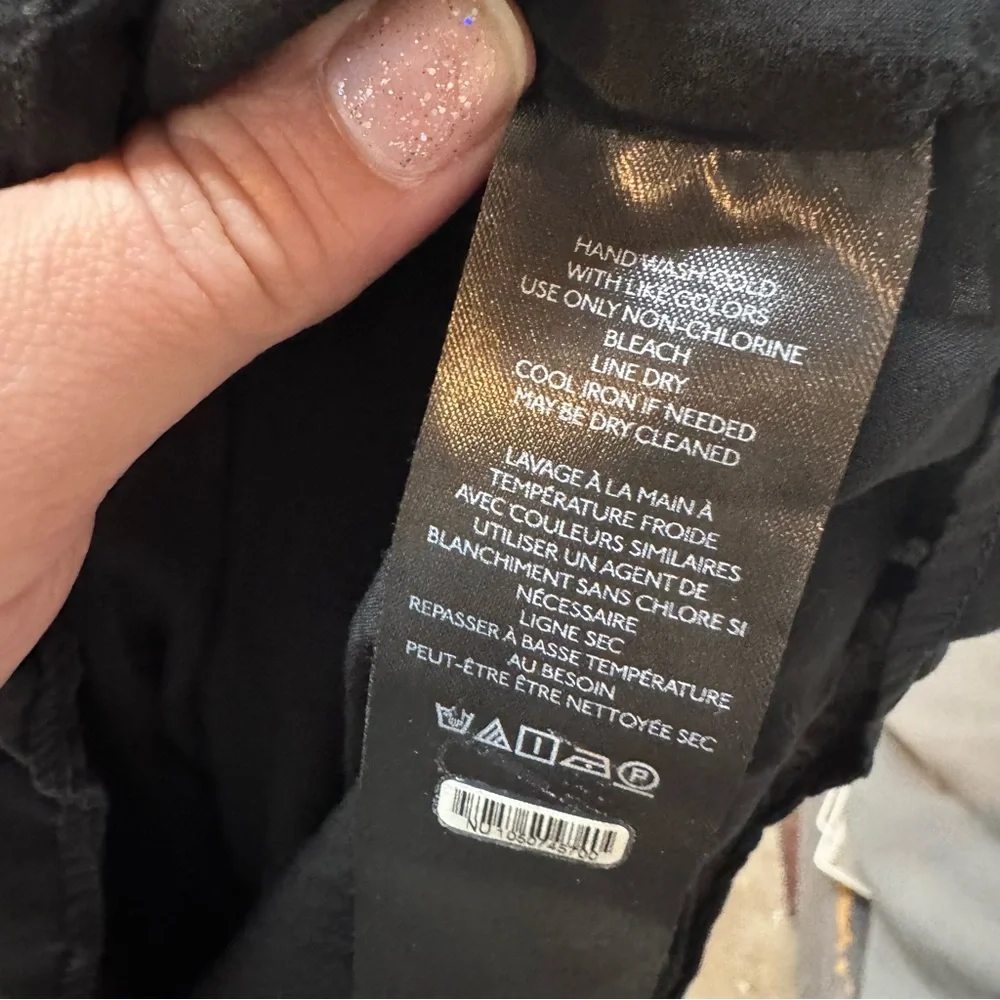 HAND WASH COLD
WITH LIKE COLORS
USE ONLY NON-CHLORINE
BLEACH
LINE DRY
COOL IRON IF NEEDED
MAY BE DRY CLEANED
LAVAGE À LA MAIN À
TEMPÉRATURE FROIDE
AVEC COULEURS SIMILAIRES
UTILISER UN AGENT DE
BLANCHIMENT SANS CHLORE SI
NÉCESSAIRE
LIGNE SEC
REPASSER À BASSE TEMPÉRATURE
AU BESOIN
PEUT-ÊTRE ÊTRE NETTOYÉE SEC
P